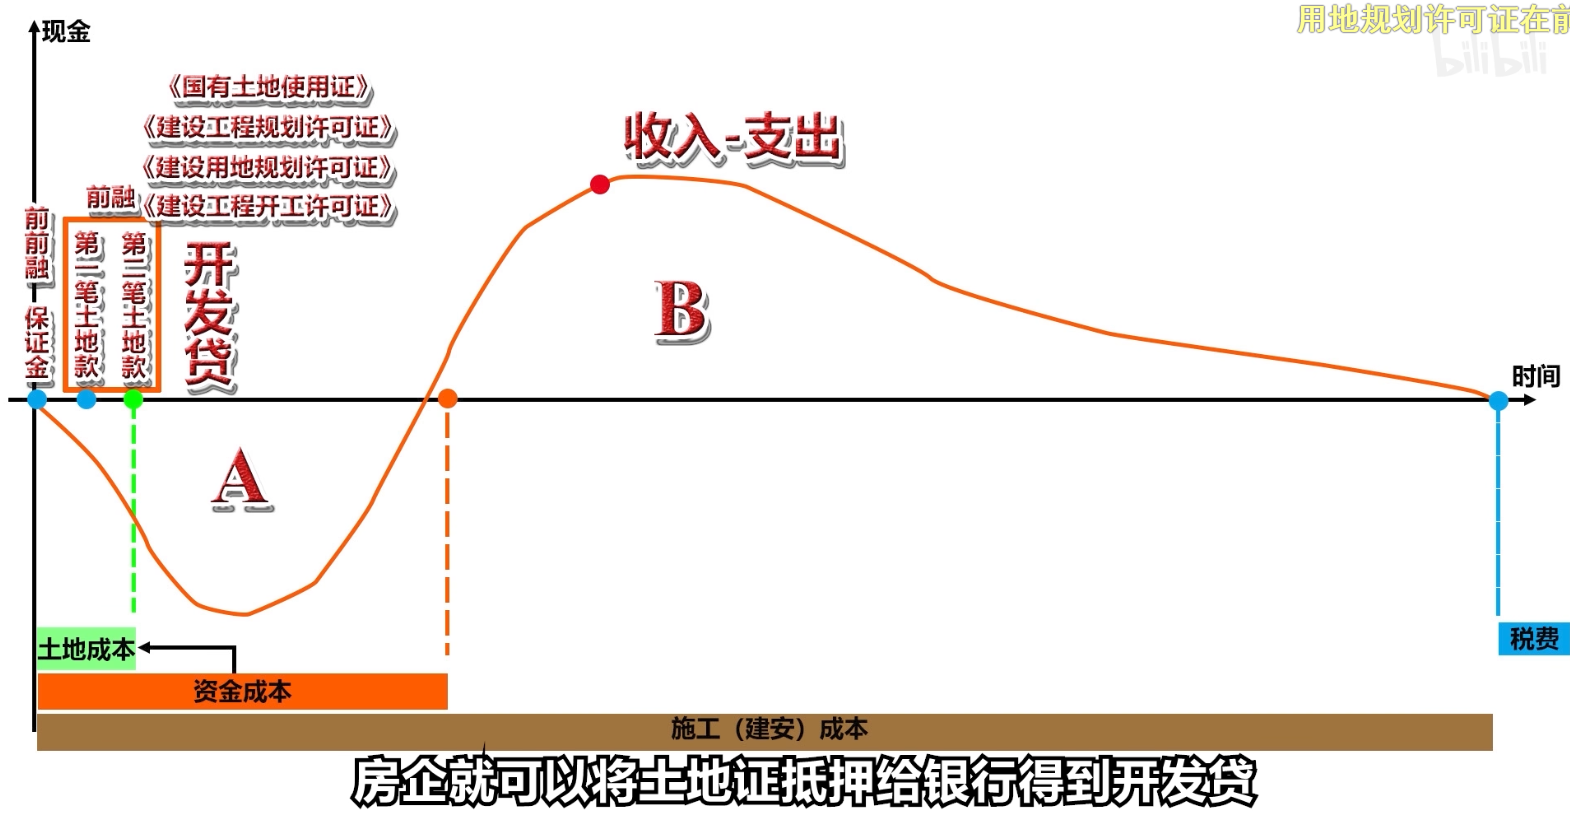 用地规划许可证在前
bilibili
现金
《国有土地使用证》
《建设工程规划许可证》
《建设用地规划许可证》
《建设工程开工许可证》
前融
前前融
保证金
第一笔土地款
第二笔土地款
开发贷
收入-支出
A
B
时间
土地成本
资金成本
施工（建安）成本
税费
房企就可以将土地证抵押给银行得到开发贷